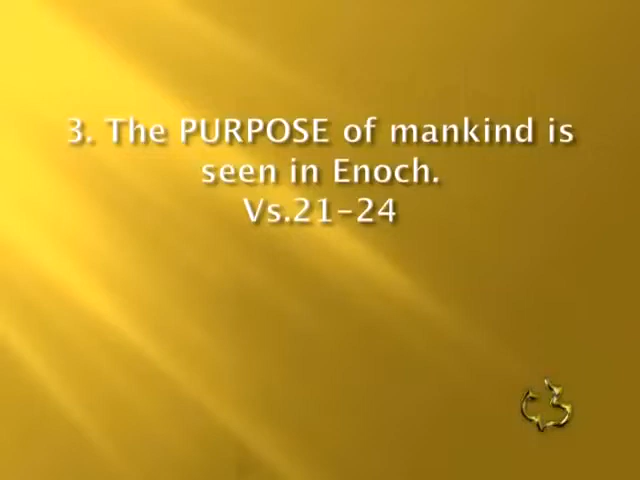 3. The PURPOSE of mankind is
seen in Enoch.
Vs.21-24